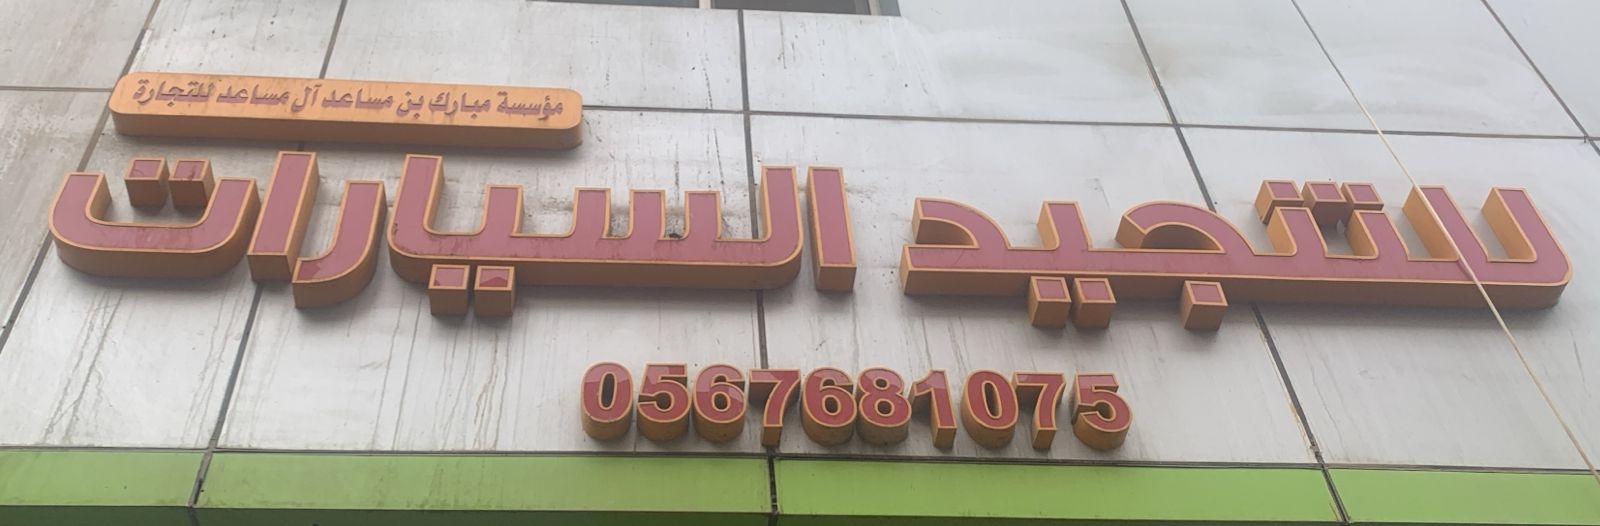 مؤسسة مبارك بن مساعد آل مساعد للتجارة
للتنجيد السيارات
0567681075